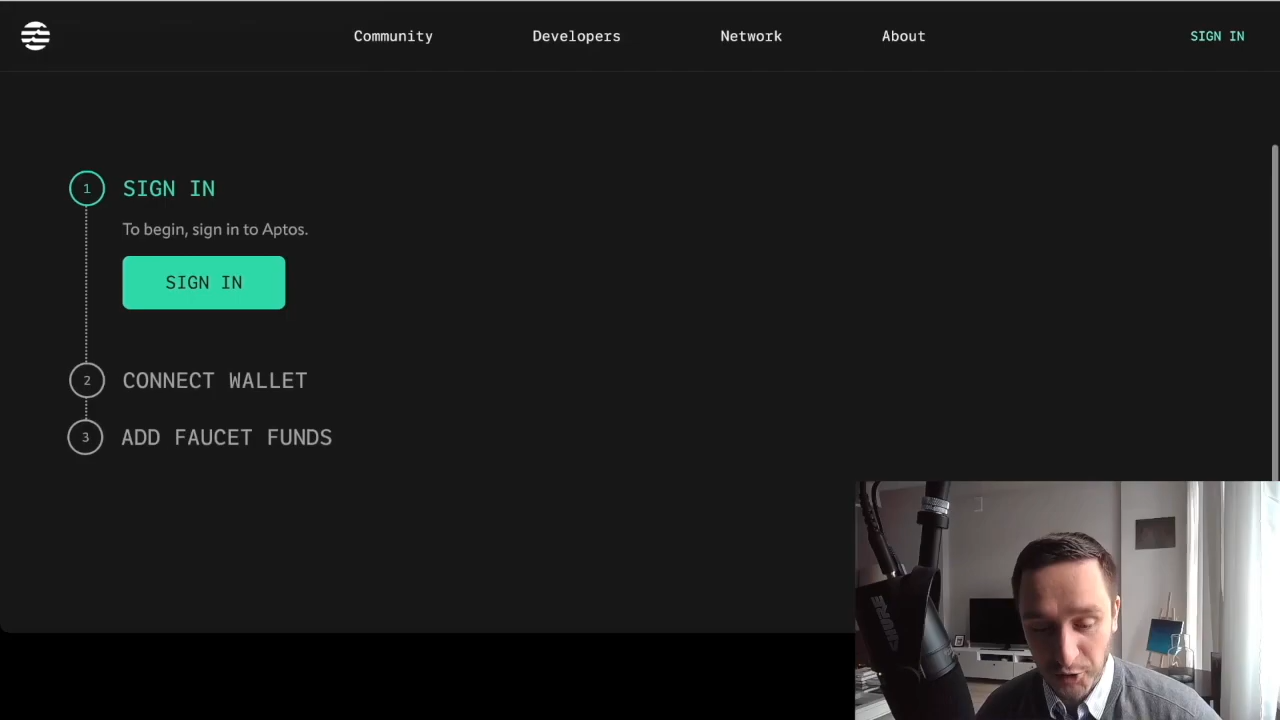 Community
Developers
Network
About
SIGN IN
1
SIGN IN
To begin, sign in to Aptos.
SIGN IN
2
CONNECT WALLET
3
ADD FAUCET FUNDS
SHURE